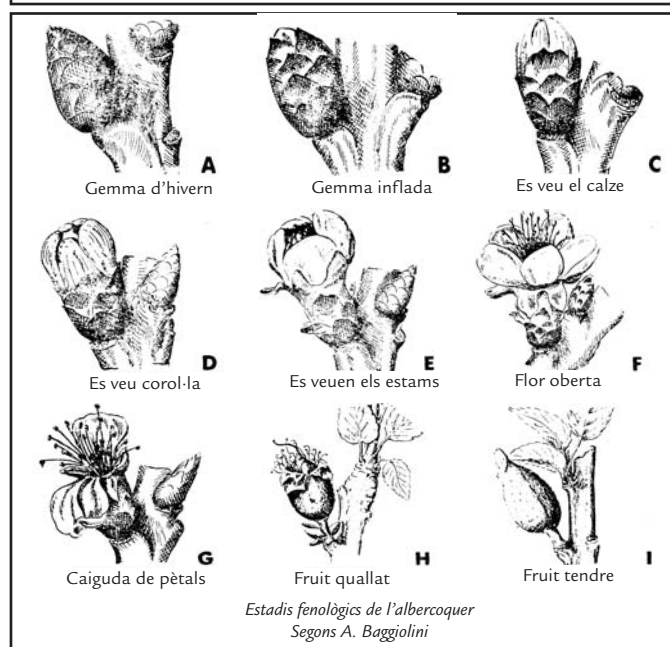 A
B
C
Gemma d'hivern
Gemma inflada
Es veu el calze
D
E
F
Es veu corol·la
Es veuen els estams
Flor oberta
G
H
I
Caiguda de pètals
Fruit quallat
Fruit tendre
Estadis fenològics de l'albercoquer
Segons A. Baggiolini